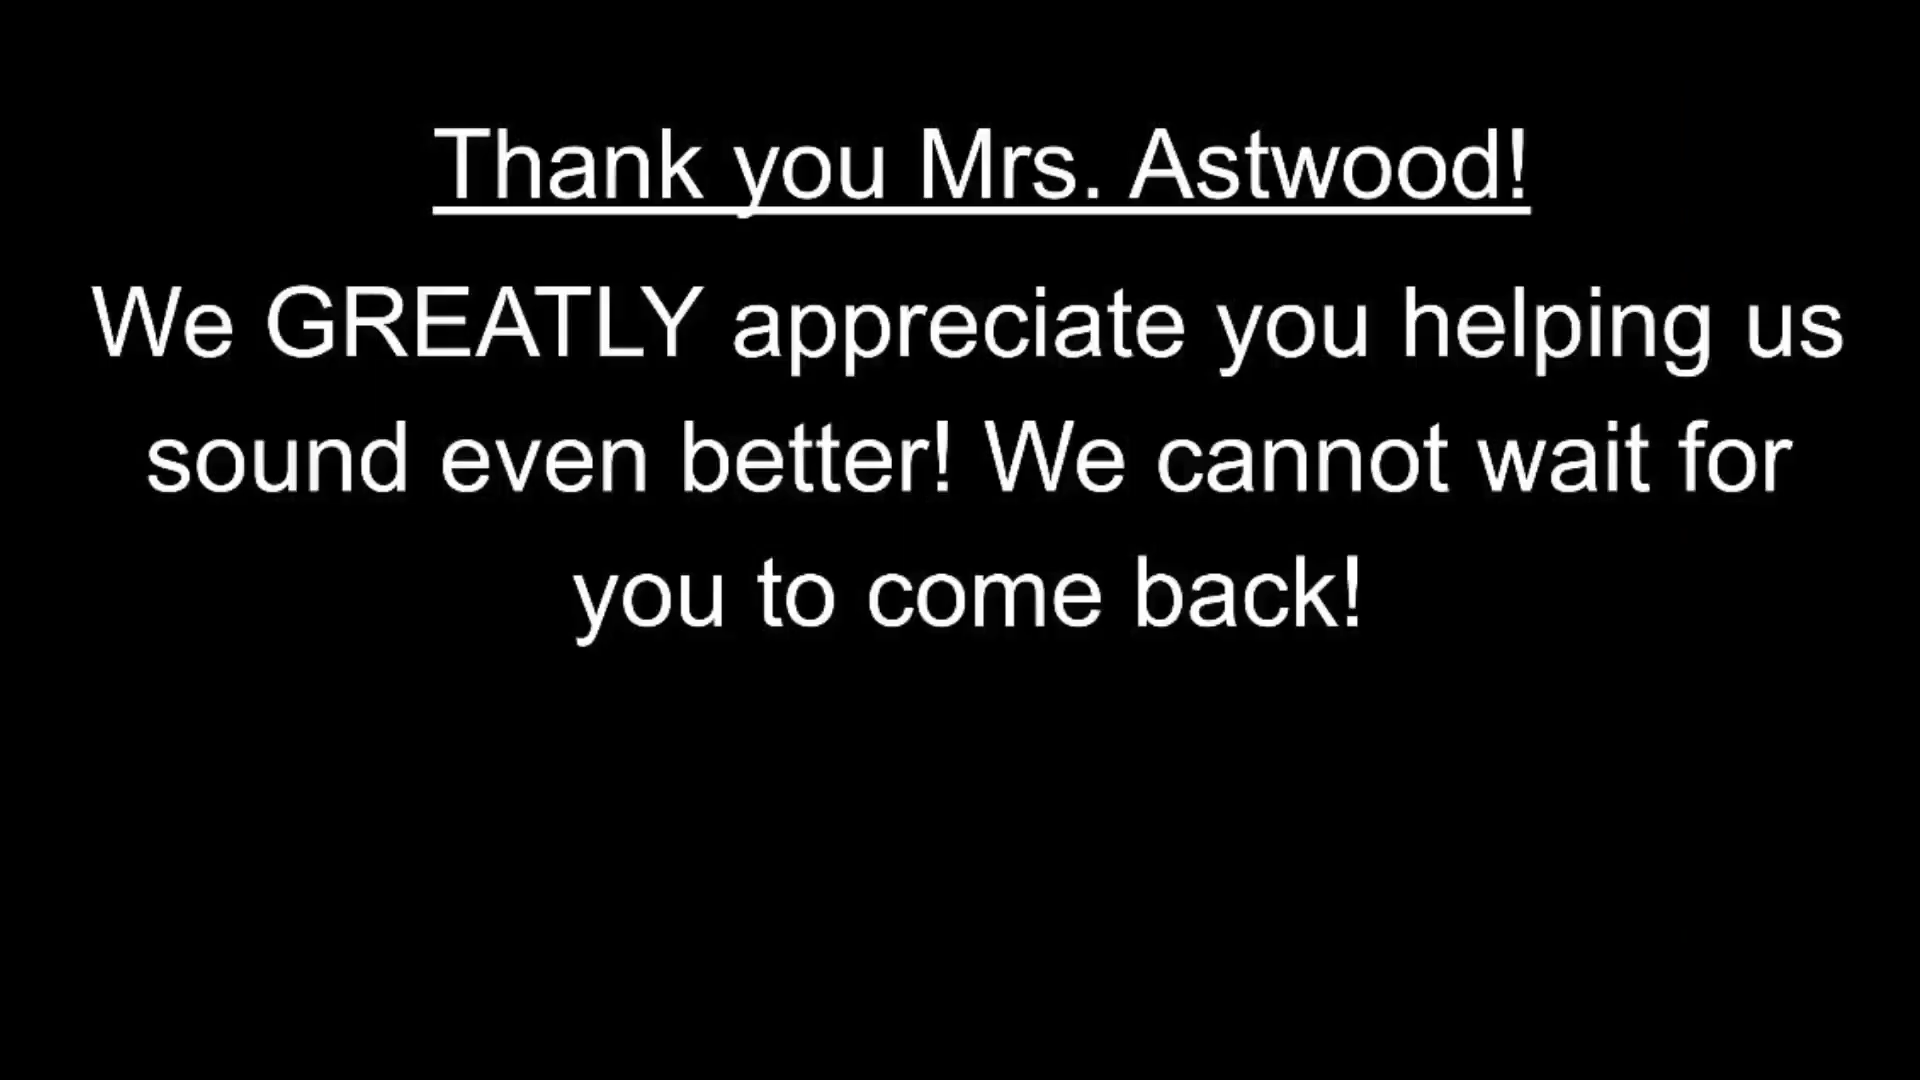 Thank you Mrs. Astwood!
We GREATLY appreciate you helping us
sound even better! We cannot wait for
you to come back!